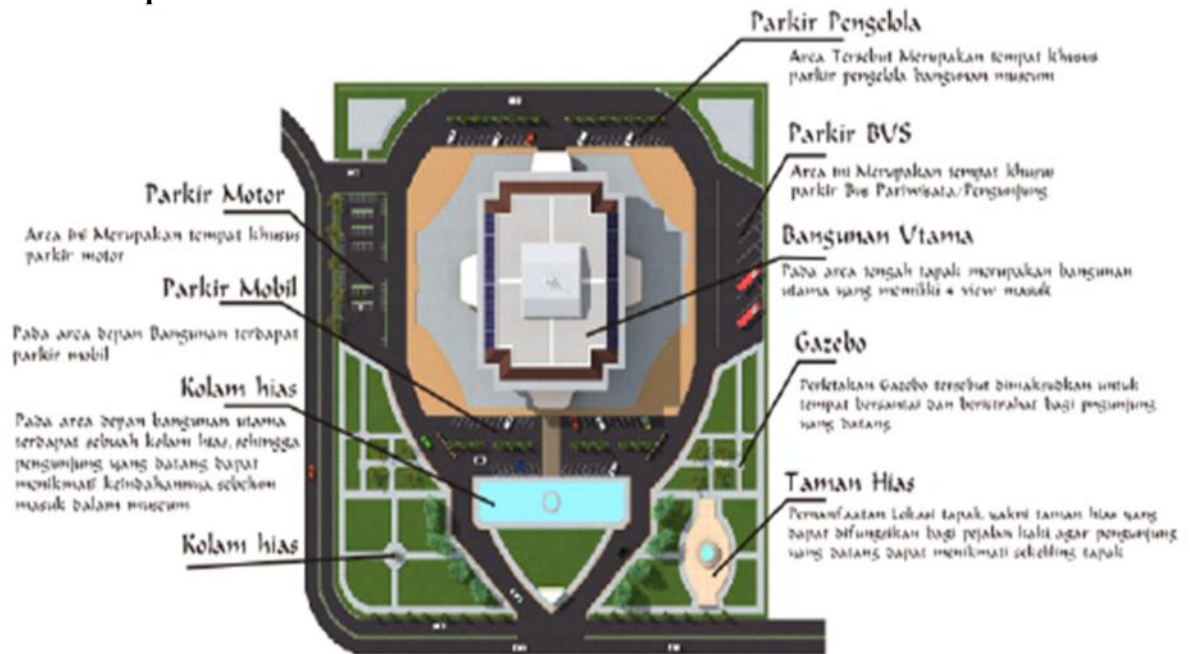 Parkir Pengelola
Area Tersebut Merupakan tempat khusus
parkir pengelola bangunan museum
Parkir BUS
Area ini Merupakan tempat khusus
parkir Bus Pariwisata/Pengunjung
Bangunan Utama
Pada area tengah tapak merupakan bangunan
utama yang memiliki 4 view masuk
Gazebo
Perletakan Gazebo tersebut dimaksudkan untuk
tempat bersantai dan beristrahat bagi pngunjung
yang datang
Taman Hias
Pemanfaatan Lokasi tapak, yakni taman hias yang
dapat difungsikan bagi pejalan kaki agar pengunjung
yang datang dapat menikmati sekeliling tapak
Parkir Motor
Area ini Merupakan tempat khusus
parkir motor
Parkir Mobil
Pada area depan Bangunan terdapat
parkir mobil
Kolam hias
Pada area depan bangunan utama
terdapat sebuah kolam hias, sehingga
pengunjung yang datang dapat
menikmati keindahannya sebelum
masuk dalam museum
Kolam hias